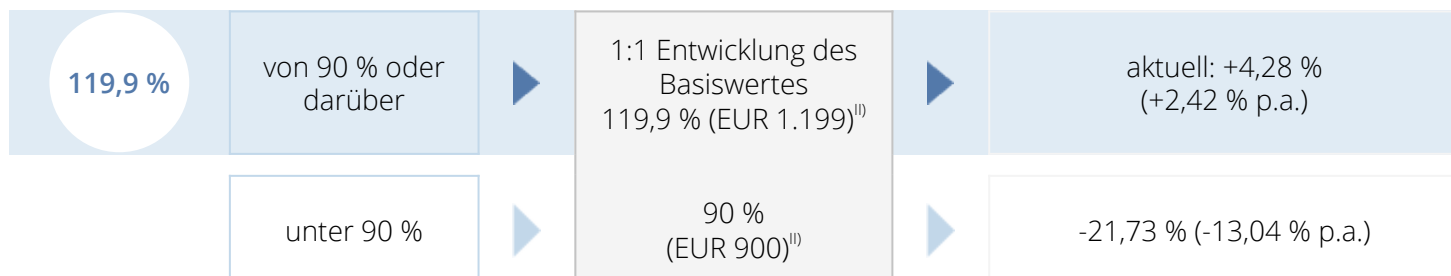 119,9 %
von 90 % oder
darüber
1:1 Entwicklung des
Basiswertes
119,9 % (EUR 1.199)II)
aktuell: +4,28 %
(+2,42 % p.a.)
unter 90 %
90 %
(EUR 900)II)
-21,73 % (-13,04 % p.a.)